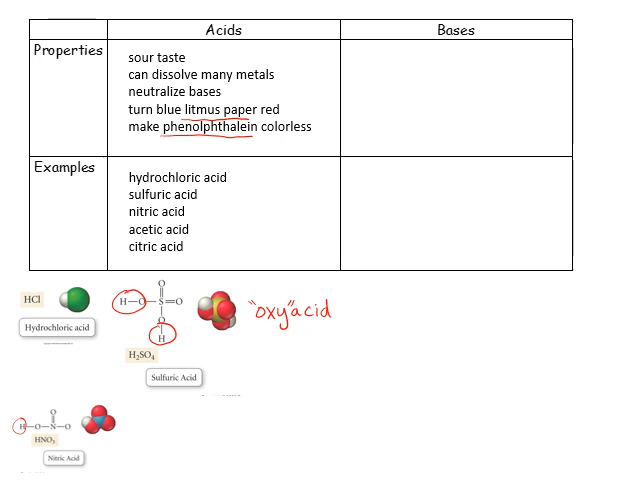 Acids Bases
Properties
sour taste
can dissolve many metals
neutralize bases
turn blue litmus paper red
make phenolphthalein colorless
Examples
hydrochloric acid
sulfuric acid
nitric acid
acetic acid
citric acid
HCl
Hydrochloric acid
O
H—O—S=O
O
H
H₂SO₄
Sulfuric Acid
"oxy"acid
O
H—O—N—O
HNO₃
Nitric Acid